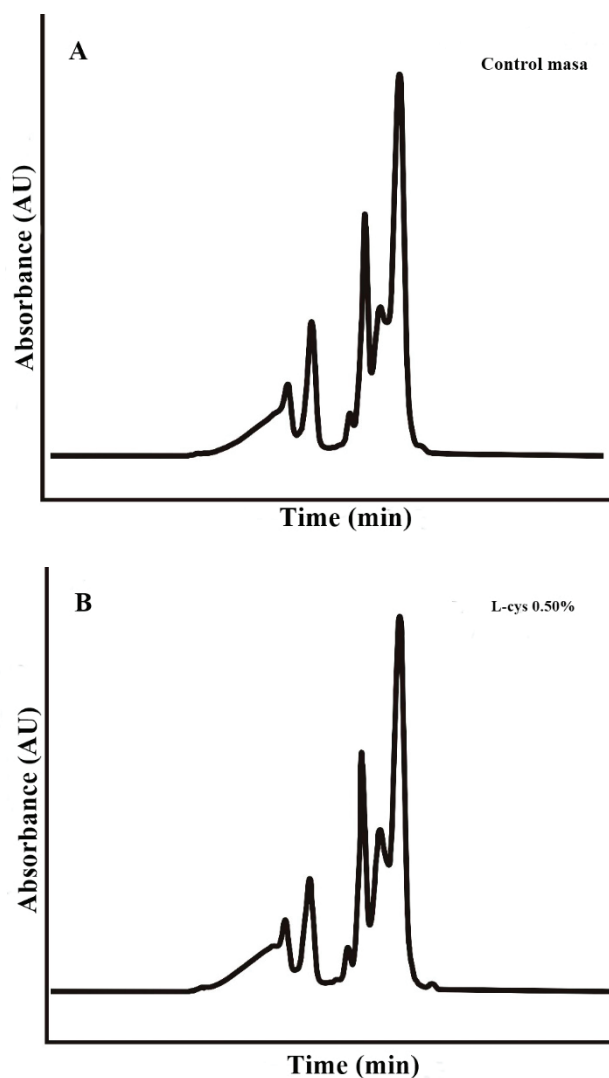 A
Control masa
Absorbance (AU)
Time (min)
B
L-cys 0.50%
Absorbance (AU)
Time (min)